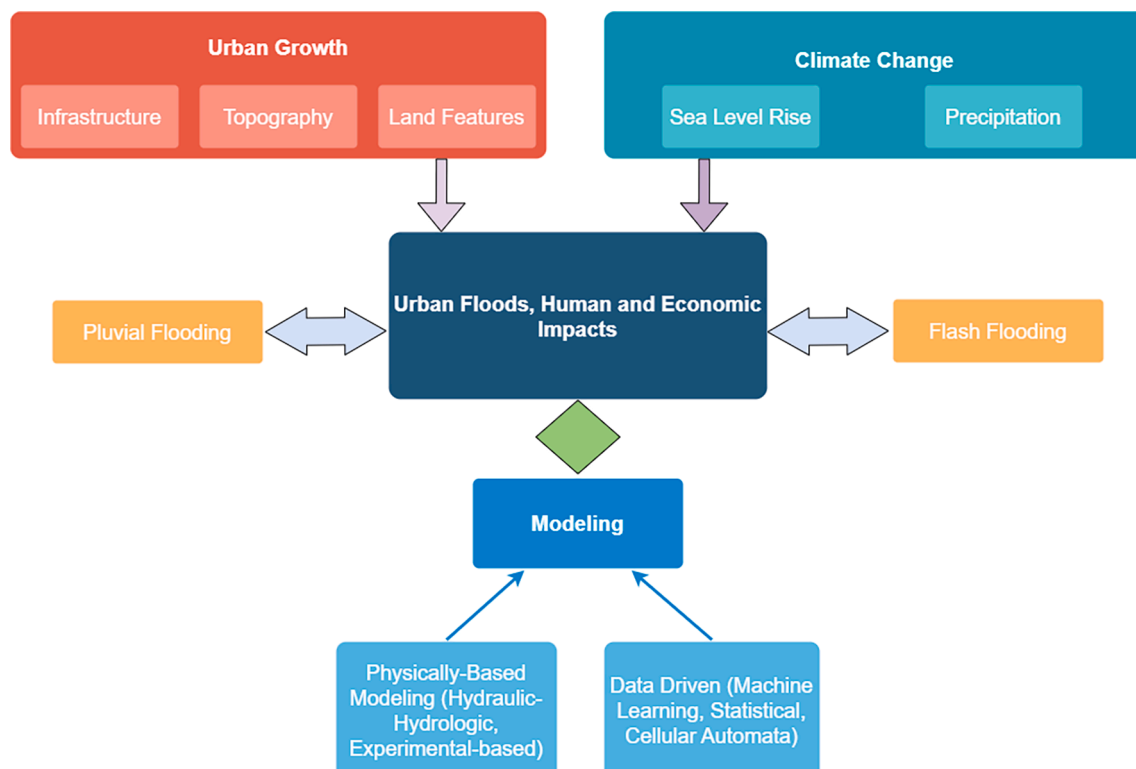 Urban Growth
Climate Change
Infrastructure
Topography
Land Features
Sea Level Rise
Precipitation
Urban Floods, Human and Economic
Impacts
Pluvial Flooding
Flash Flooding
Modeling
Physically-Based
Modeling (Hydraulic-
Hydrologic,
Experimental-based)
Data Driven (Machine
Learning, Statistical,
Cellular Automata)